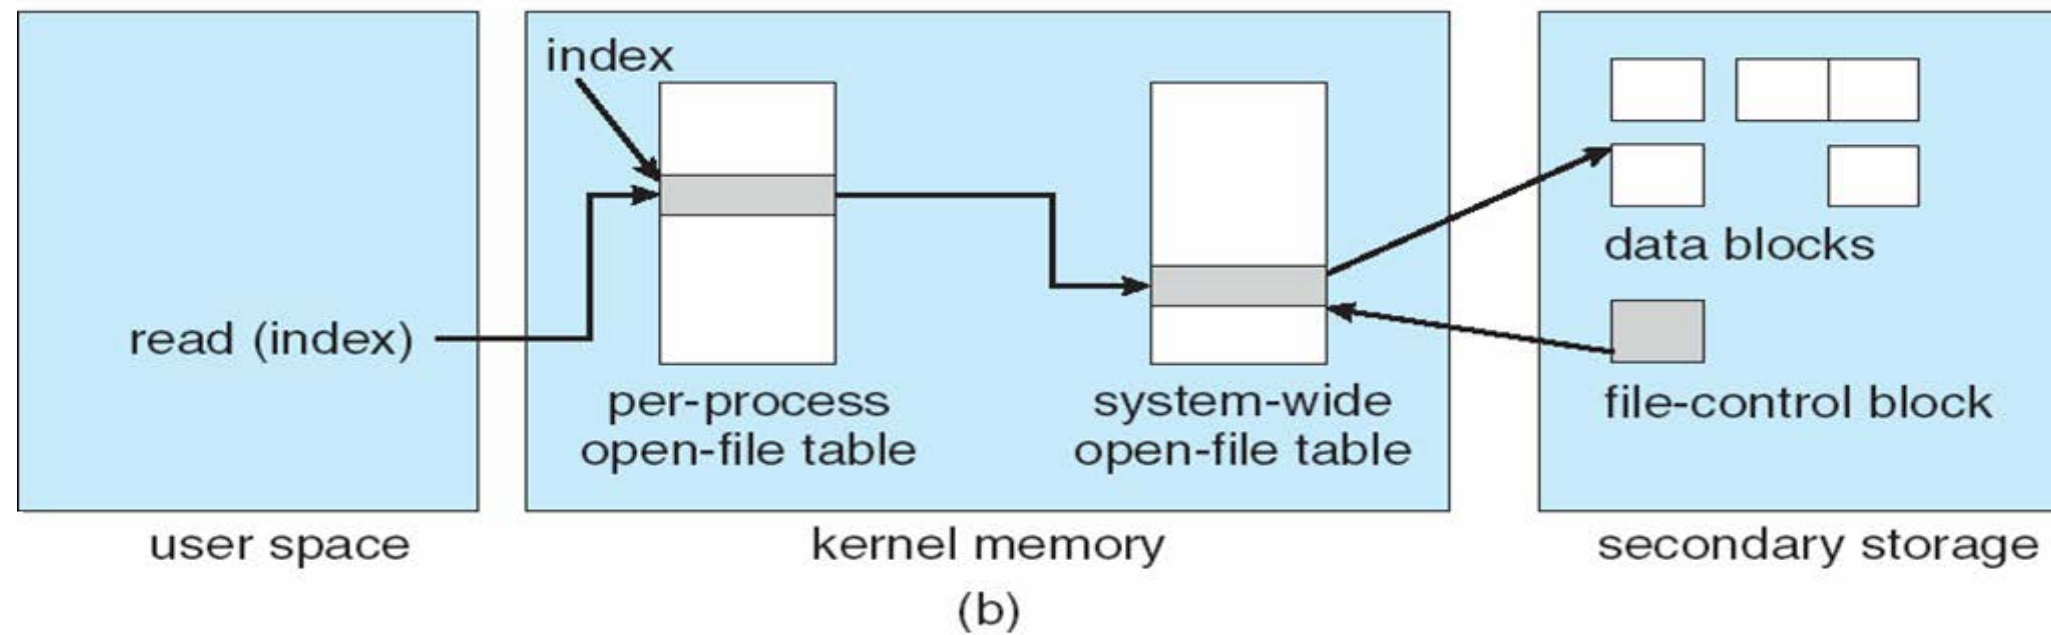 index
read (index)
per-process
open-file table
system-wide
open-file table
data blocks
file-control block
user space
kernel memory
secondary storage
(b)